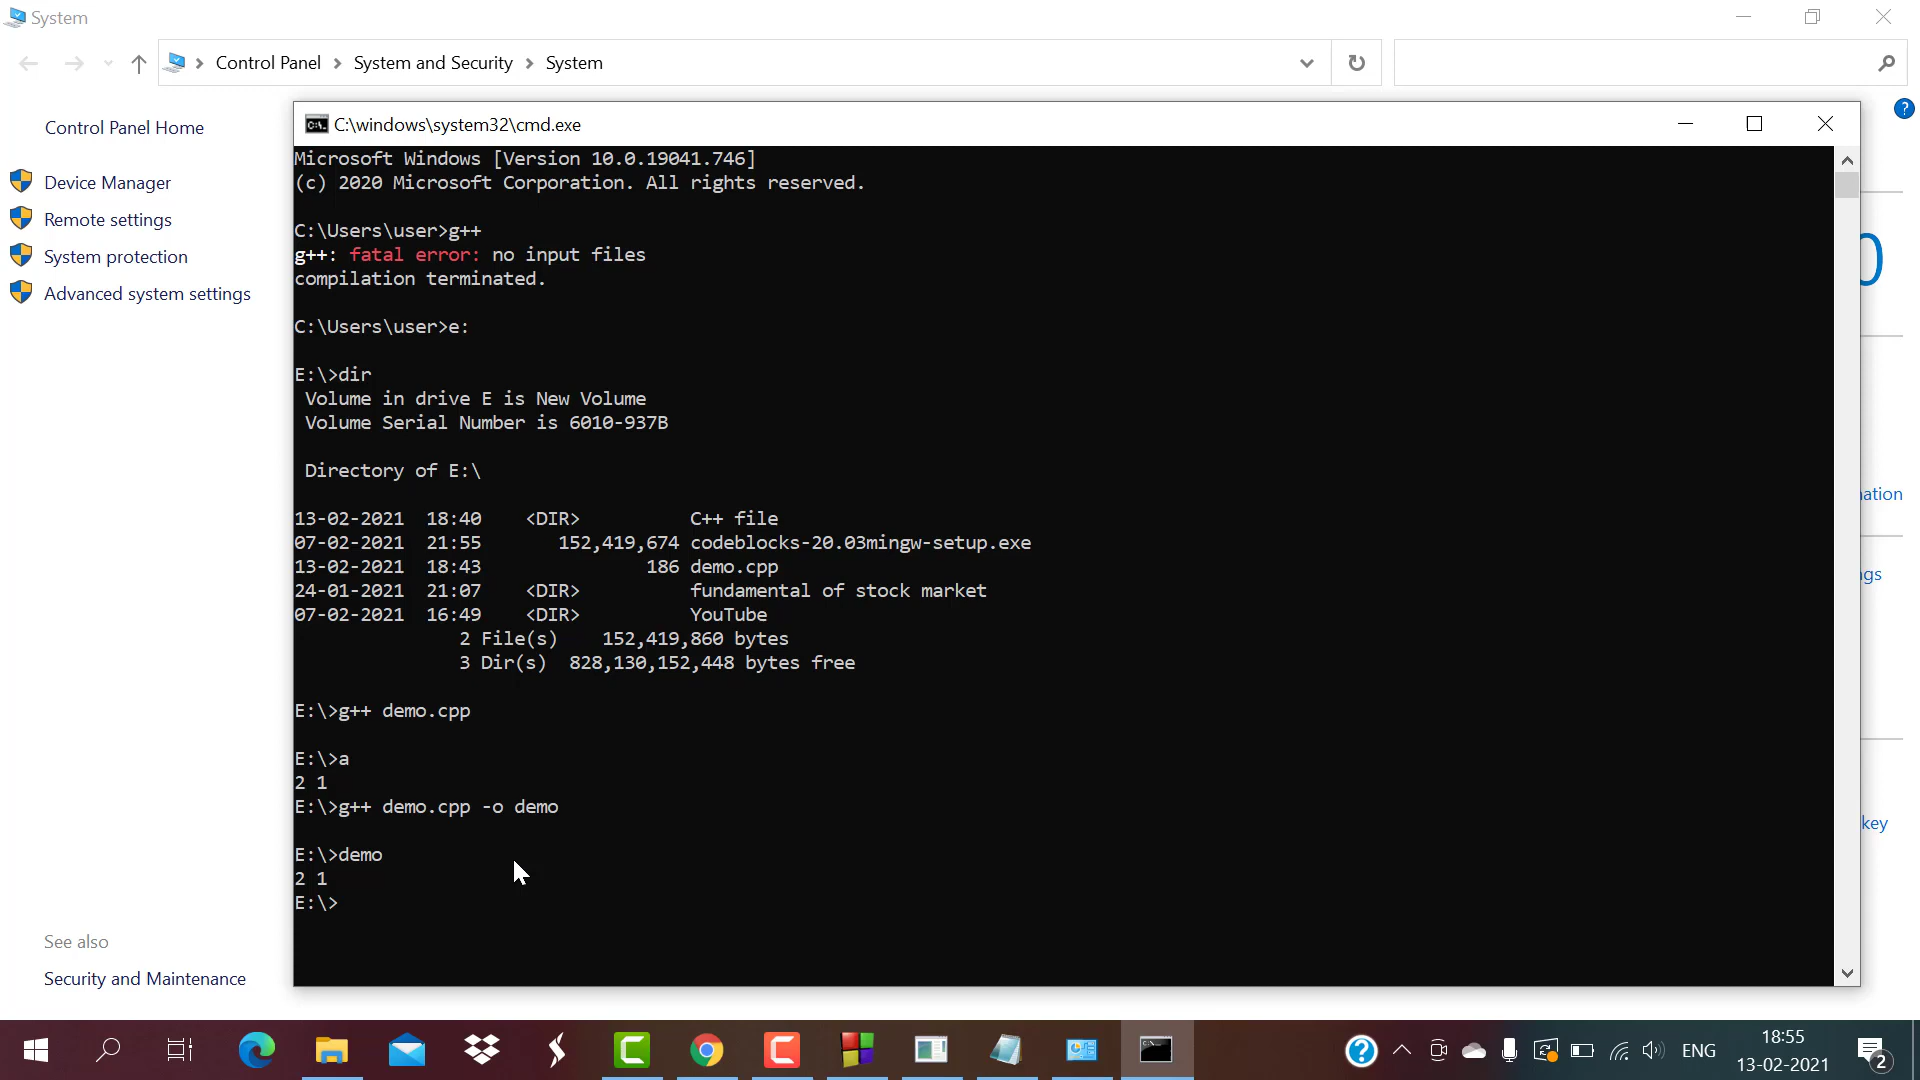 System
Control Panel > System and Security > System
Control Panel Home
Device Manager
Remote settings
System protection
Advanced system settings
See also
Security and Maintenance
C:\windows\system32\cmd.exe
Microsoft Windows [Version 10.0.19041.746]
(c) 2020 Microsoft Corporation. All rights reserved.
C:\Users\user>g++
g++: fatal error: no input files
compilation terminated.
C:\Users\user>e:
E:\>dir
Volume in drive E is New Volume
Volume Serial Number is 6010-937B
Directory of E:\
13-02-2021 18:40 <DIR> C++ file
07-02-2021 21:55 152,419,674 codeblocks-20.03mingw-setup.exe
13-02-2021 18:43 186 demo.cpp
24-01-2021 21:07 <DIR> fundamental of stock market
07-02-2021 16:49 <DIR> YouTube
2 File(s) 152,419,860 bytes
3 Dir(s) 828,130,152,448 bytes free
E:\>g++ demo.cpp
E:\>a
2 1
E:\>g++ demo.cpp -o demo
E:\>demo
2 1
E:\>
key
ENG
18:55
13-02-2021
2